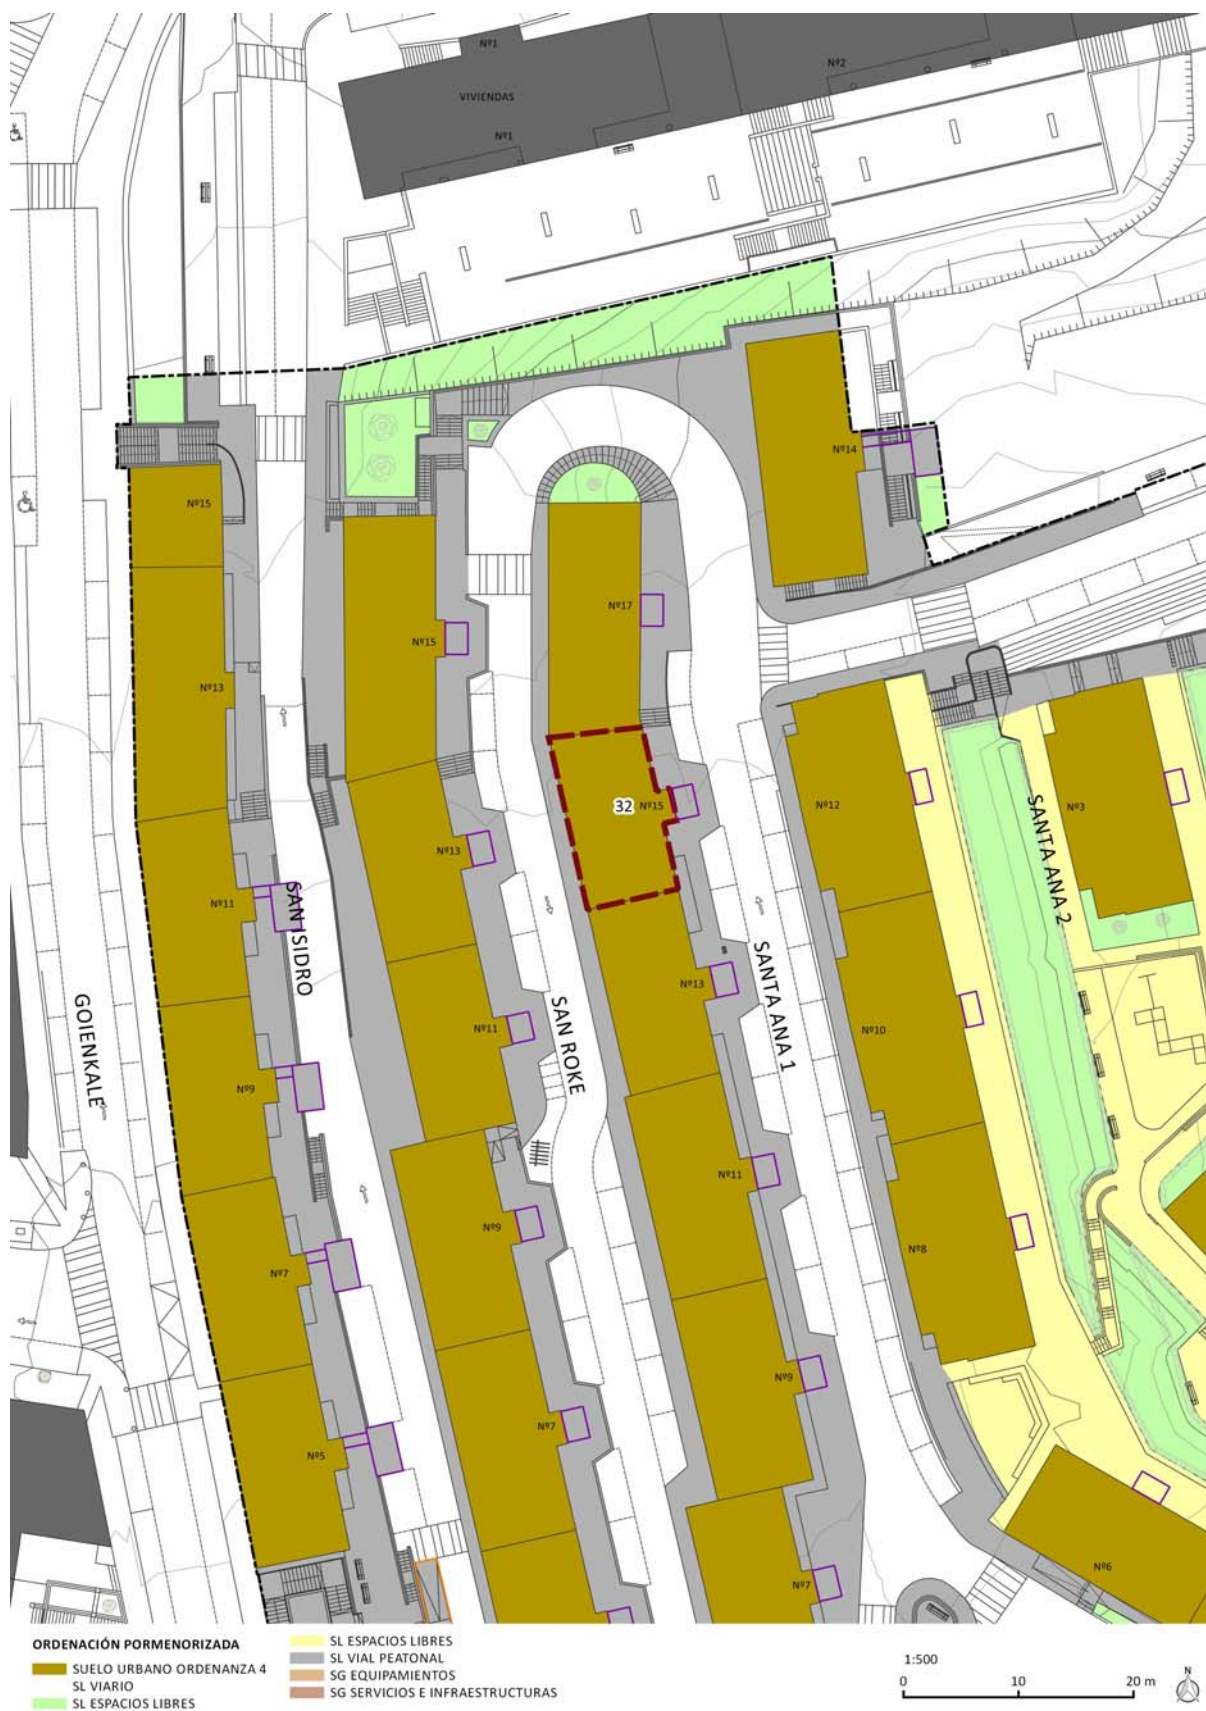 Nº1
Nº2
VIVIENDAS
Nº1
Nº14
Nº15
Nº17
Nº15
Nº13
32
Nº15
Nº12
Nº3
SANTA ANA 2
Nº13
Nº11
SAN ISIDRO
Nº13
SANTA ANA 1
GOIENKALE
SAN ROKE
Nº11
Nº10
Nº9
Nº11
Nº9
Nº8
Nº7
Nº9
Nº7
Nº5
Nº7
Nº6
ORDENACIÓN PORMENORIZADA
SUELO URBANO ORDENANZA 4
SL VIARIO
SL ESPACIOS LIBRES
SL ESPACIOS LIBRES
SL VIAL PEATONAL
SG EQUIPAMIENTOS
SG SERVICIOS E INFRAESTRUCTURAS
1:500
0 10 20 m
N